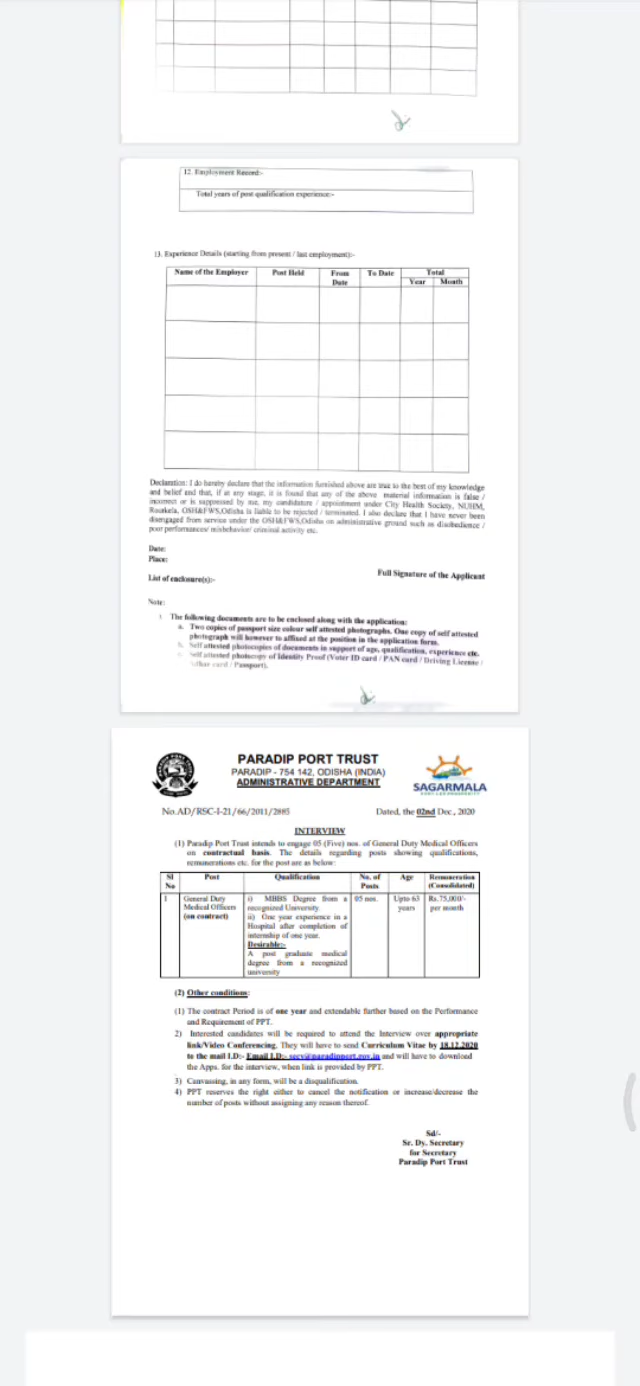 12. Employment Record:-
Total years of post qualification experience:-
13. Experience Details (starting from present / last employment):-
Name of the Employer Post Held From Date To Date Total
Year Month
Declaration: I do hereby declare that the information furnished above are true to the best of my knowledge
and belief and that, if at any stage, it is found that any of the above material information is false /
incorrect or is suppressed by me, my candidature / appointment under City Health Society, NUHM,
Rourkela, OSH&FWS,Odisha is liable to be rejected / terminated. I also declare that I have never been
disengaged from service under the OSH&FWS,Odisha on administrative ground such as disobedience /
poor performance/ misbehavior/ criminal activity etc.
Date:
Place:
Full Signature of the Applicant
List of enclosure(s):-
Note:
1 The following documents are to be enclosed along with the application:
a. Two copies of passport size colour self attested photographs. One copy of self attested
photograph will however to affixed at the position in the application form.
b. Self attested photocopies of documents in support of age, qualification, experience etc.
c. Self attested photocopy of Identity Proof (Voter ID card / PAN card / Driving License /
card / Passport).
PARADIP PORT TRUST
PARADIP - 754 142, ODISHA (INDIA)
ADMINISTRATIVE DEPARTMENT
SAGARMALA
No.AD/RSC-I-21/66/2011/2885 Dated, the 02nd Dec, 2020
INTERVIEW
(1) Paradip Port Trust intends to engage 05 (Five) nos. of General Duty Medical Officers
on contractual basis. The details regarding posts showing qualifications,
remunerations etc. for the post are as below:
Sl Post Qualification No. of Age Remuneration
No Posts (Consolidated)
1 General Duty i) MBBS Degree from a 05 nos. Upto 63 Rs.75,000/-
Medical Officers recognized University years per month
(on contract) ii) One year experience in a
Hospital after completion of
internship of one year.
Desirable:-
A post graduate medical
degree from a recognized
university
(2) Other conditions:
(1) The contract Period is of one year and extendable further based on the Performance
and Requirement of PPT.
2) Interested candidates will be required to attend the Interview over appropriate
link/Video Conferencing. They will have to send Curriculum Vitae by 18.12.2020
to the mail I.D:- Email I.D:- secy@paradipport.gov.in and will have to download
the Apps. for the interview, when link is provided by PPT.
3) Canvassing, in any form, will be a disqualification.
4) PPT reserves the right either to cancel the notification or increase/decrease the
number of posts without assigning any reason thereof.
Sd/-
Sr. Dy. Secretary
for Secretary
Paradip Port Trust